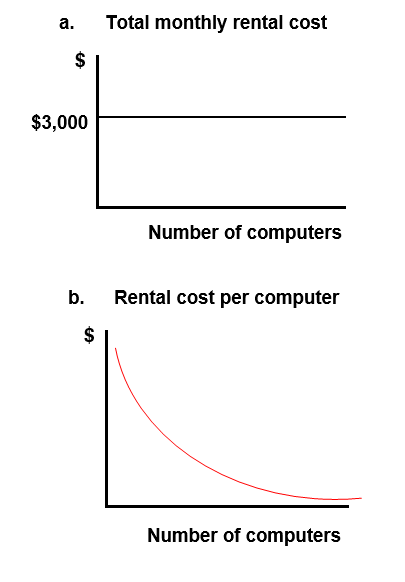 a. Total monthly rental cost
$
$3,000
Number of computers
b. Rental cost per computer
$
Number of computers